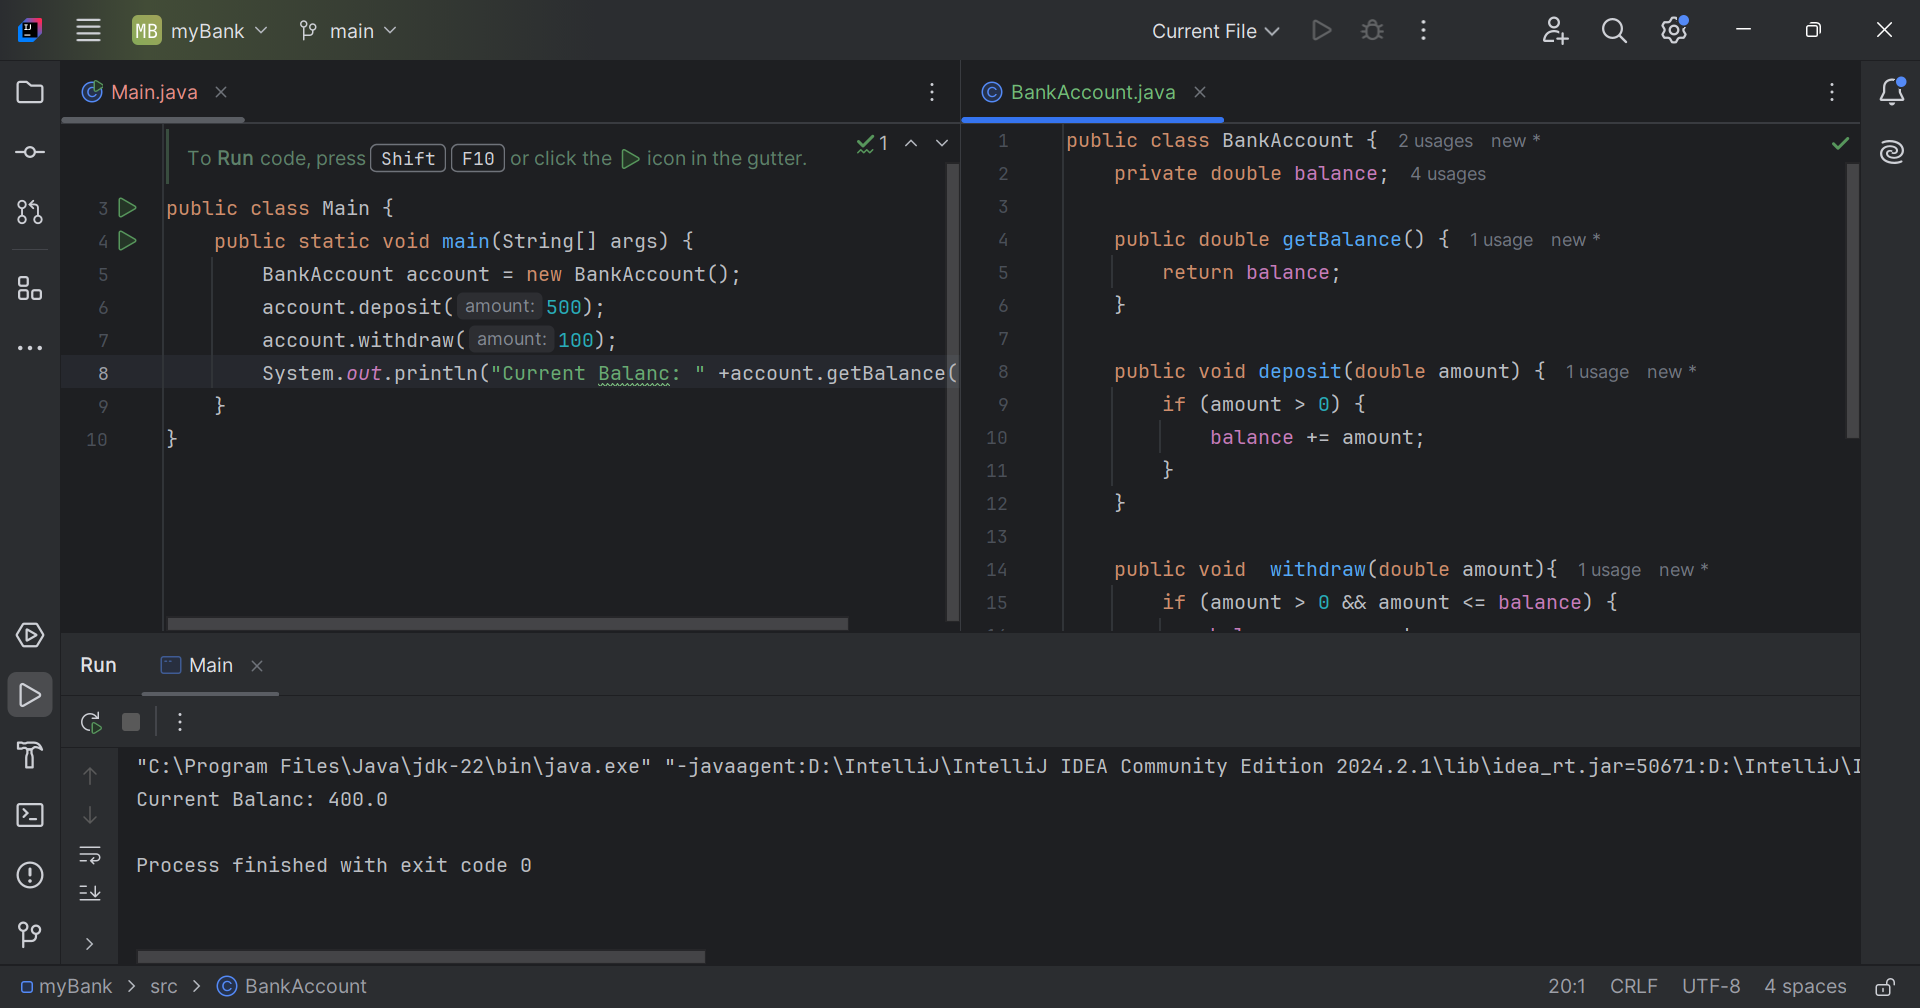 MB myBank main Current File
Main.java
BankAccount.java
To Run code, press Shift F10 or click the icon in the gutter.
1
3 public class Main {
4 public static void main(String[] args) {
5 BankAccount account = new BankAccount();
6 account.deposit( amount: 500);
7 account.withdraw( amount: 100);
8 System.out.println("Current Balanc: " +account.getBalance(
9 }
10 }
1 public class BankAccount { 2 usages new *
2 private double balance; 4 usages
3
4 public double getBalance() { 1 usage new *
5 return balance;
6 }
7
8 public void deposit(double amount) { 1 usage new *
9 if (amount > 0) {
10 balance += amount;
11 }
12 }
13
14 public void withdraw(double amount){ 1 usage new *
15 if (amount > 0 && amount <= balance) {
Run Main
"C:\Program Files\Java\jdk-22\bin\java.exe" "-javaagent:D:\IntelliJ\IntelliJ IDEA Community Edition 2024.2.1\lib\idea_rt.jar=50671:D:\IntelliJ\I
Current Balanc: 400.0
Process finished with exit code 0
myBank > src > BankAccount
20:1 CRLF UTF-8 4 spaces